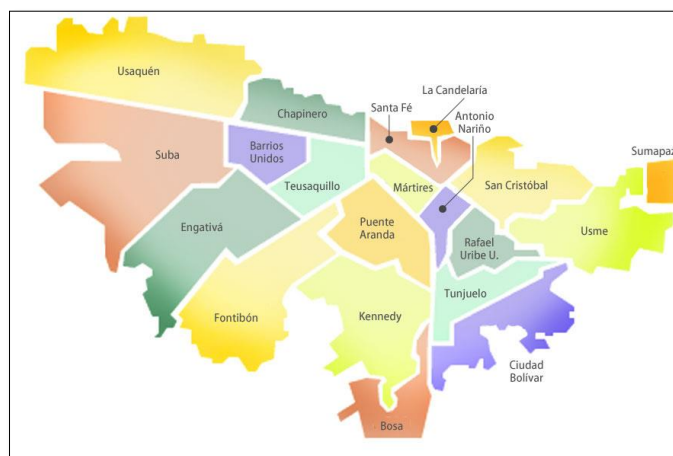 Usaquén
La Candelaría
Santa Fé
Antonio
Nariño
Chapinero
Sumapaz
Suba
Barrios
Unidos
Teusaquillo
Mártires
San Cristóbal
Engativá
Puente
Aranda
Rafael
Uribe U.
Usme
Tunjuelo
Fontibón
Kennedy
Ciudad
Bolívar
Bosa